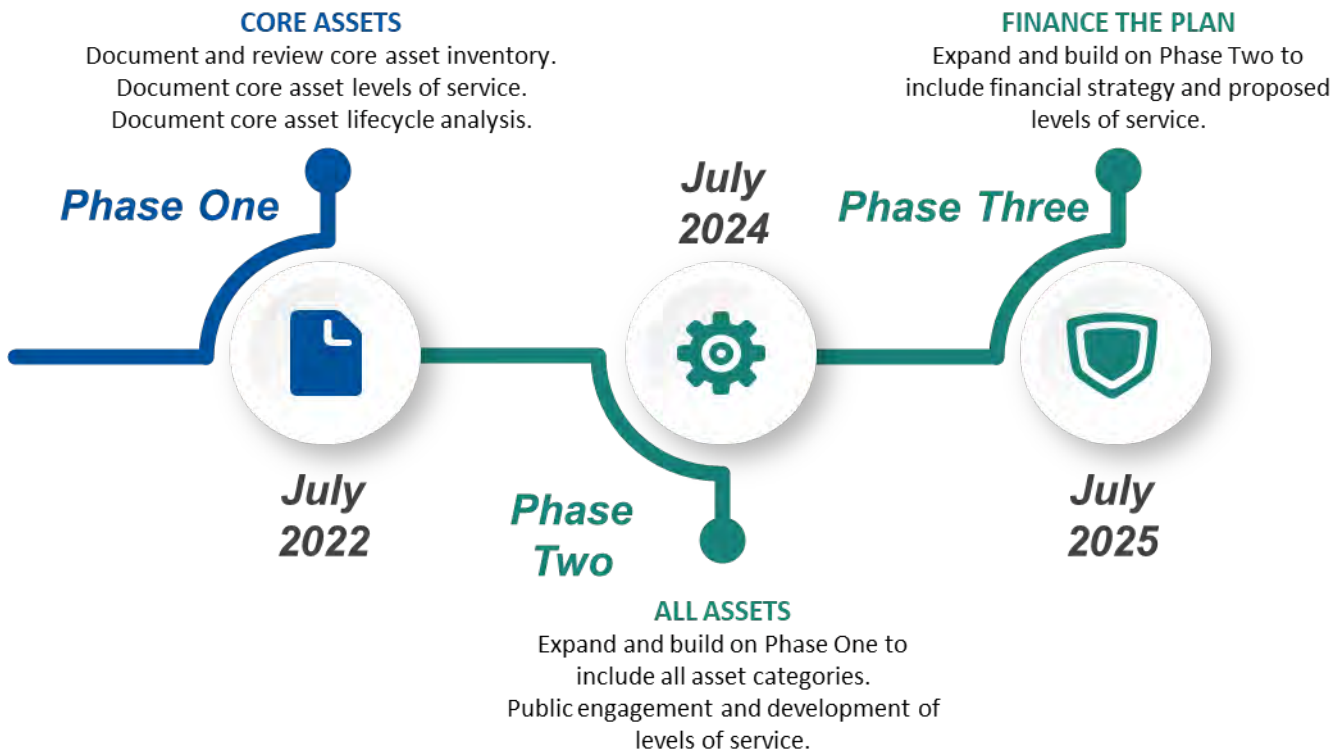 CORE ASSETS
Document and review core asset inventory.
Document core asset levels of service.
Document core asset lifecycle analysis.
Phase One
July
2022
July
2024
Phase
Two
ALL ASSETS
Expand and build on Phase One to
include all asset categories.
Public engagement and development of
levels of service.
FINANCE THE PLAN
Expand and build on Phase Two to
include financial strategy and proposed
levels of service.
Phase Three
July
2025